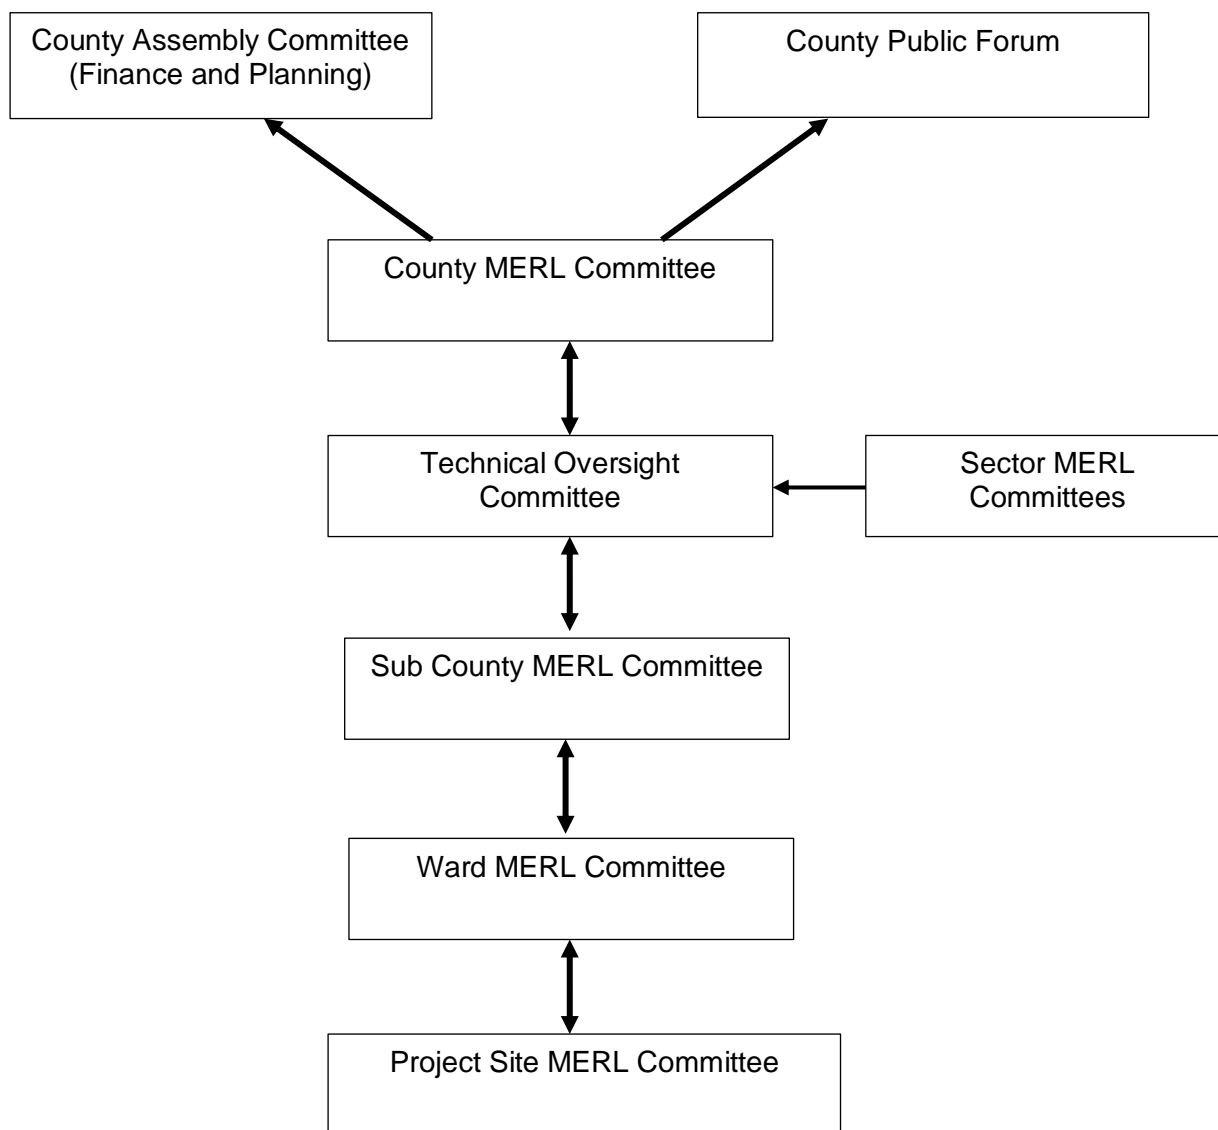 County Assembly Committee
(Finance and Planning)
County Public Forum
County MERL Committee
Technical Oversight
Committee
Sector MERL
Committees
Sub County MERL Committee
Ward MERL Committee
Project Site MERL Committee